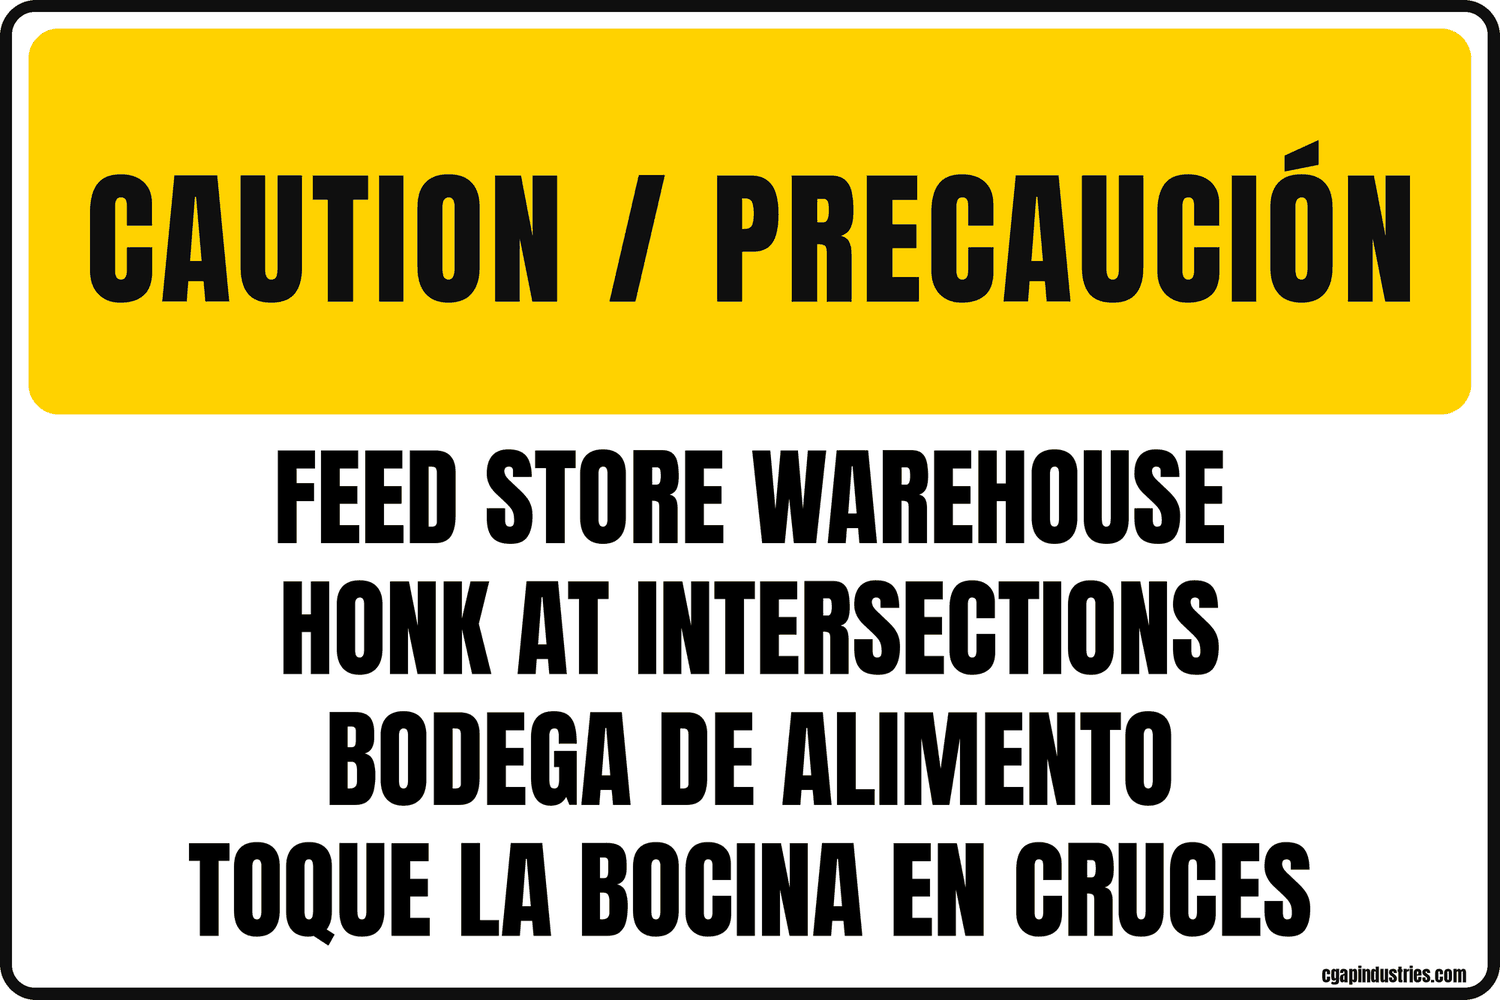 CAUTION / PRECAUCIÓN
FEED STORE WAREHOUSE
HONK AT INTERSECTIONS
BODEGA DE ALIMENTO
TOQUE LA BOCINA EN CRUCES
cgapindustries.com